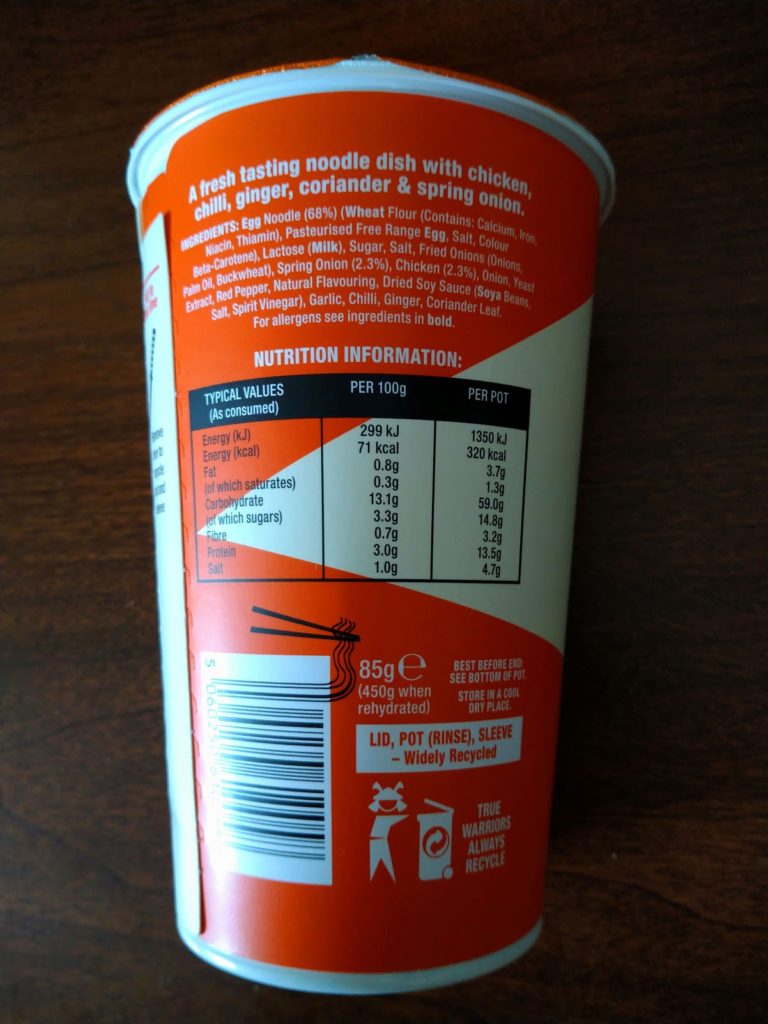 A fresh tasting noodle dish with chicken,
chilli, ginger, coriander & spring onion.
INGREDIENTS: Egg Noodle (68%) (Wheat Flour (Contains: Calcium, Iron,
Niacin, Thiamin), Pasteurised Free Range Egg, Salt, Colour
Beta-Carotene), Lactose (Milk), Sugar, Salt, Fried Onions (Onions,
Palm Oil, Buckwheat), Spring Onion (2.3%), Chicken (2.3%), Onion, Yeast
Extract, Red Pepper, Natural Flavouring, Dried Soy Sauce (Soya Beans,
Salt, Spirit Vinegar), Garlic, Chilli, Ginger, Coriander Leaf.
For allergens see ingredients in bold.
NUTRITION INFORMATION:
TYPICAL VALUES PER 100g PER POT
(As consumed)
Energy (kJ) 299 kJ 1350 kJ
Energy (kcal) 71 kcal 320 kcal
Fat 0.8g 3.7g
(of which saturates) 0.3g 1.3g
Carbohydrate 13.1g 59.0g
(of which sugars) 3.3g 14.8g
Fibre 0.7g 3.2g
Protein 3.0g 13.5g
Salt 1.0g 4.7g
85g e
(450g when
rehydrated)
BEST BEFORE END:
SEE BOTTOM OF POT.
STORE IN A COOL
DRY PLACE.
LID, POT (RINSE), SLEEVE
– Widely Recycled
TRUE
WARRIORS
ALWAYS
RECYCLE